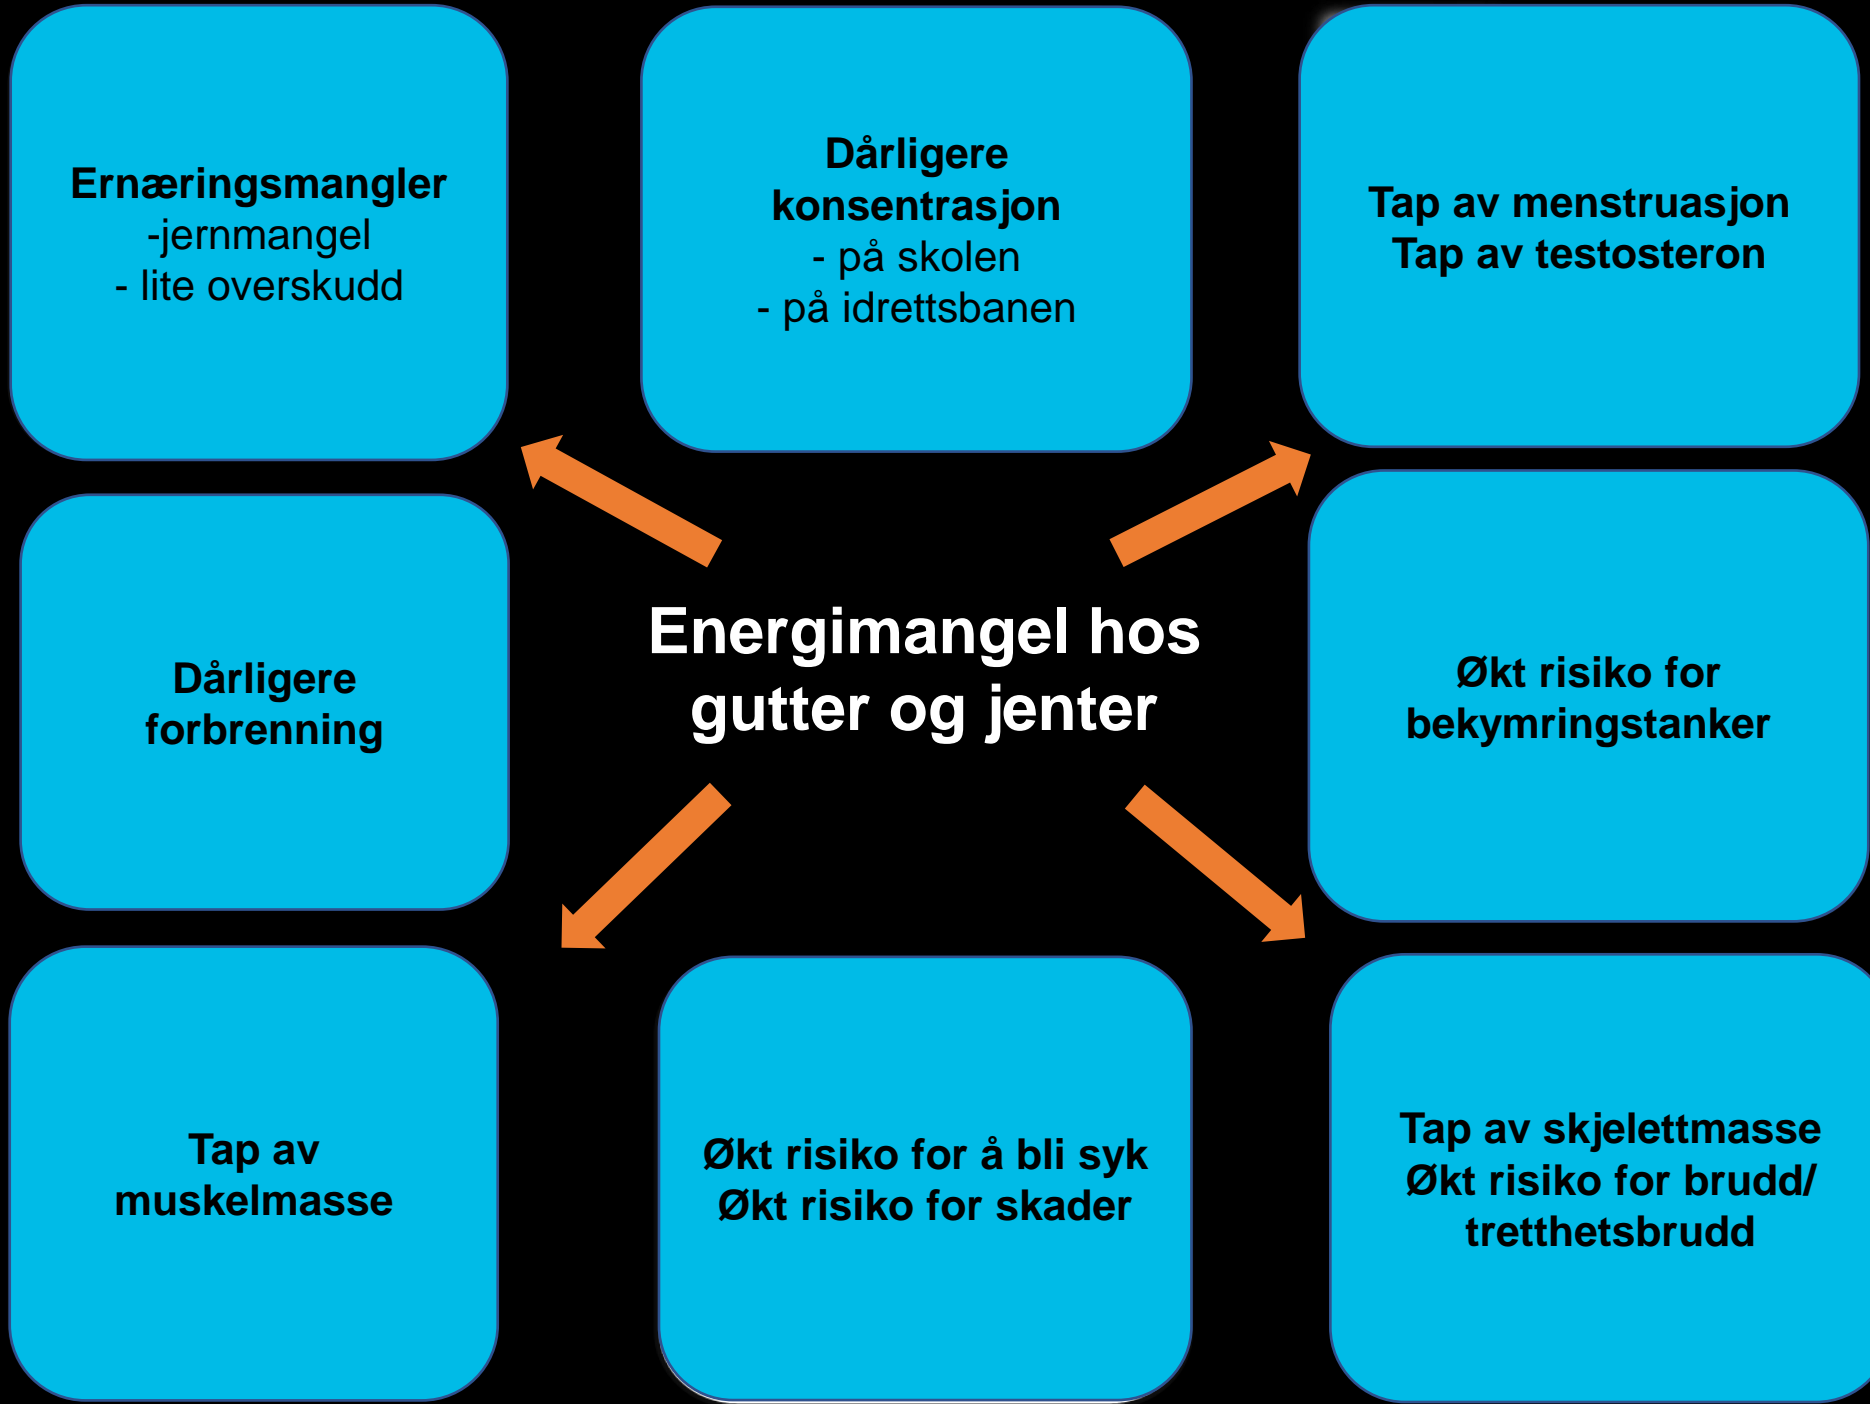 Ernæringsmangler
-jernmangel
- lite overskudd
Dårligere
konsentrasjon
- på skolen
- på idrettsbanen
Tap av menstruasjon
Tap av testosteron
Dårligere
forbrenning
Energimangel hos
gutter og jenter
Økt risiko for
bekymringstanker
Tap av
muskelmasse
Økt risiko for å bli syk
Økt risiko for skader
Tap av skjelettmasse
Økt risiko for brudd/
tretthetsbrudd